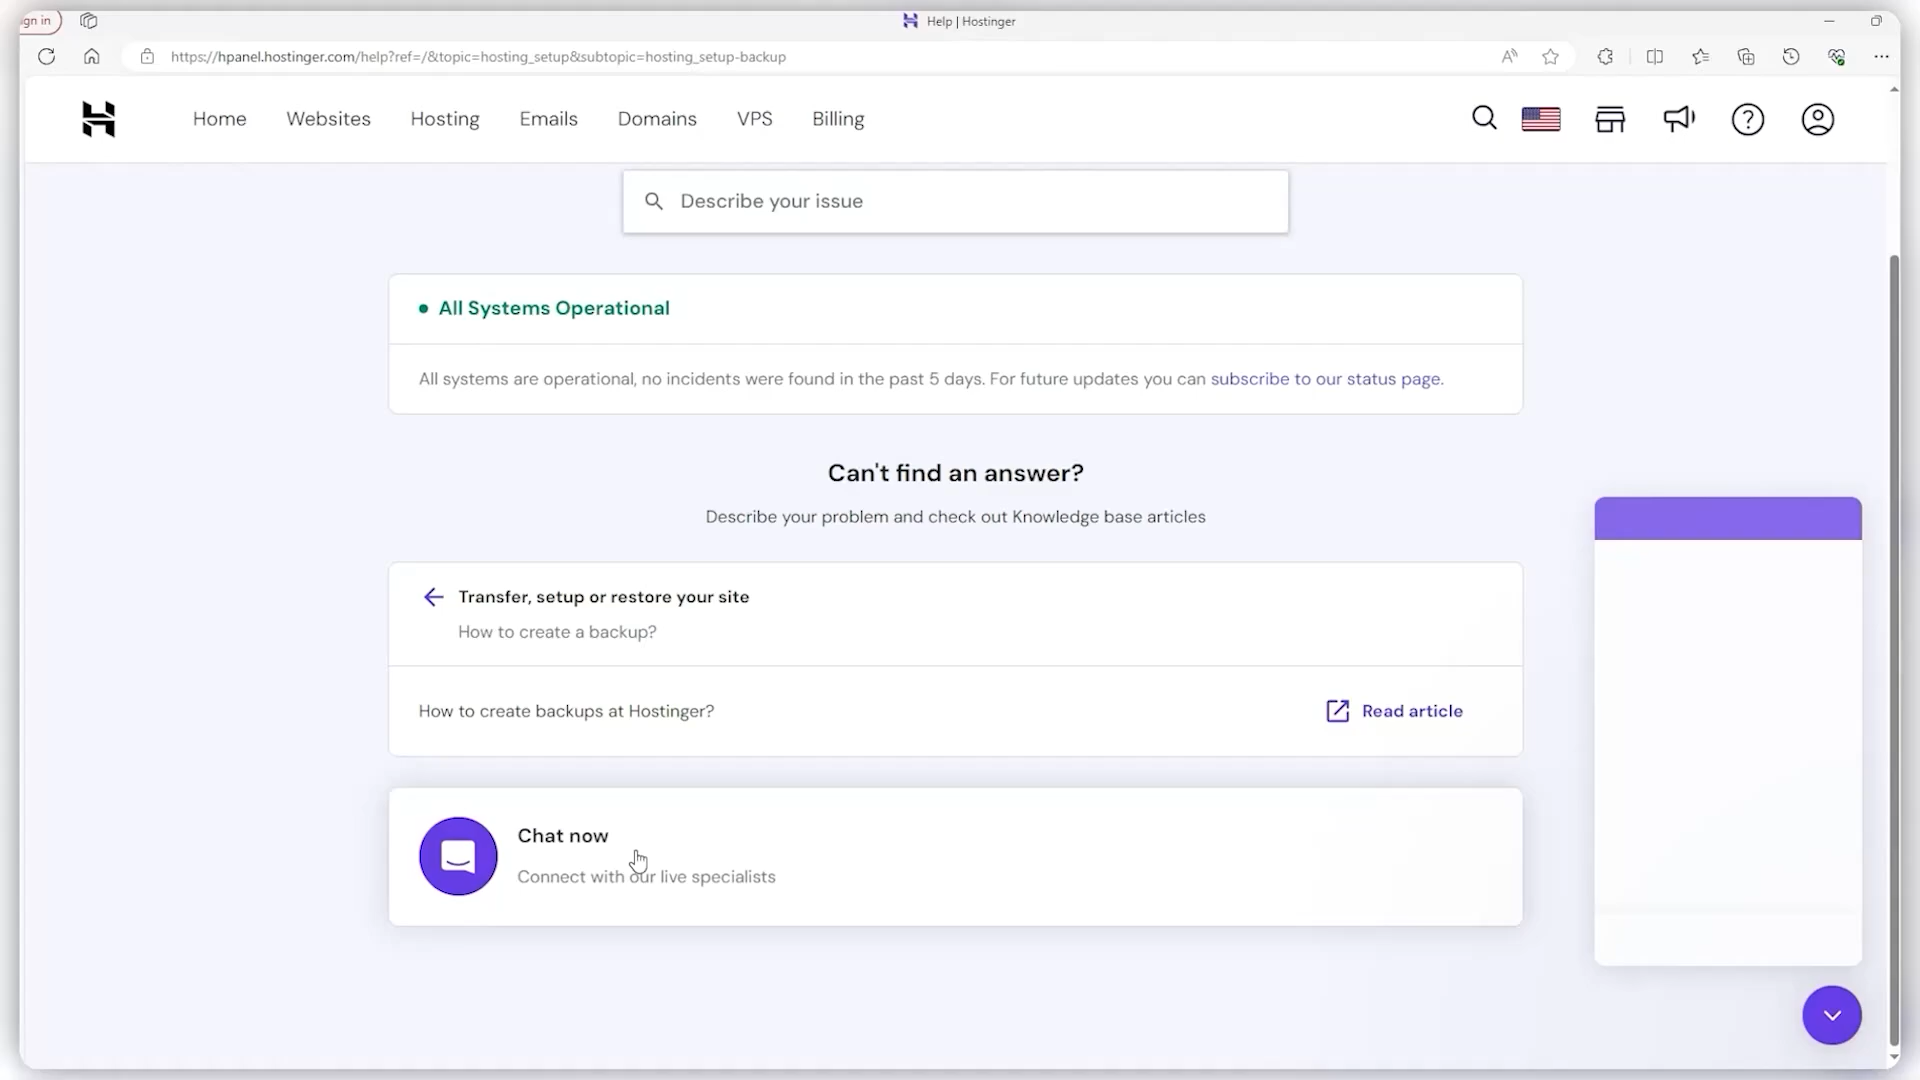 gn in
Help | Hostinger
https://hpanel.hostinger.com/help?ref=/&topic=hosting_setup&subtopic=hosting_setup-backup
Home Websites Hosting Emails Domains VPS Billing
Describe your issue
All Systems Operational
All systems are operational, no incidents were found in the past 5 days. For future updates you can subscribe to our status page.
Can't find an answer?
Describe your problem and check out Knowledge base articles
Transfer, setup or restore your site
How to create a backup?
How to create backups at Hostinger? Read article
Chat now
Connect with our live specialists